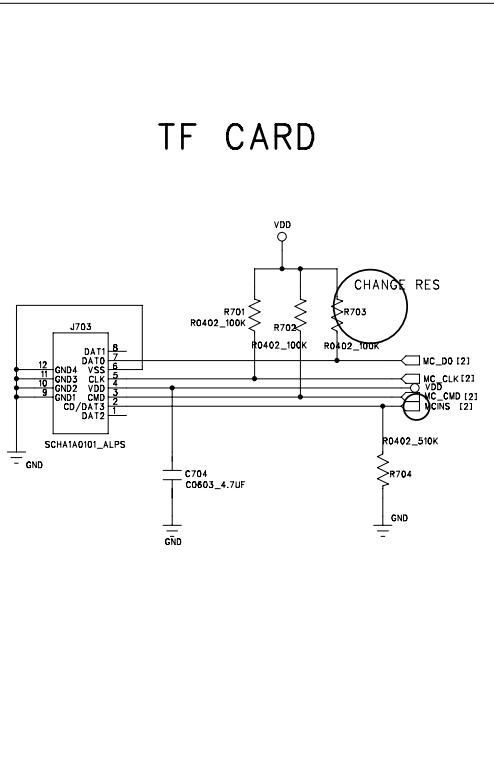 TF CARD
VDD
CHANGE RES
R701
R0402_100K
R702
R0402_100K
R703
R0402_100K
J703
DAT1 8
DAT0 7
12 GND4 VSS 6
11 GND3 CLK 5
10 GND2 VDD 4
9 GND1 CMD 3
CD/DAT3 2
DAT2 1
SCHA1A0101_ALPS
GND
MC_D0 [2]
MC_CLK [2]
VDD
MC_CMD [2]
MCINS [2]
R0402_510K
R704
GND
C704
C0603_4.7UF
GND